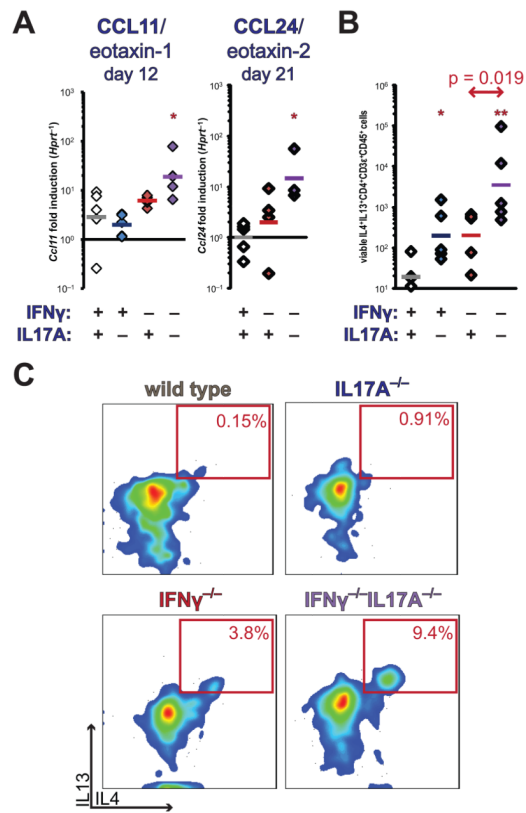 A
CCL11/
eotaxin-1
day 12
CCL24/
eotaxin-2
day 21
B
p = 0.019
Ccl11 fold induction (Hprt⁻¹)
10³
10²
10¹
10⁰
10⁻¹
*
Ccl24 fold induction (Hprt⁻¹)
10³
10²
10¹
10⁰
10⁻¹
*
viable IL4⁺IL13⁺CD4⁺CD3ε⁺CD45⁺ cells
10⁶
10⁵
10⁴
10³
10²
10¹
*
**
IFNγ: + + − − + + − + + − −
IL17A: + − + − + + − + − + −
C
wild type
0.15%
IL17A⁻/⁻
0.91%
IFNγ⁻/⁻
3.8%
IFNγ⁻/⁻IL17A⁻/⁻
9.4%
IL13
IL4